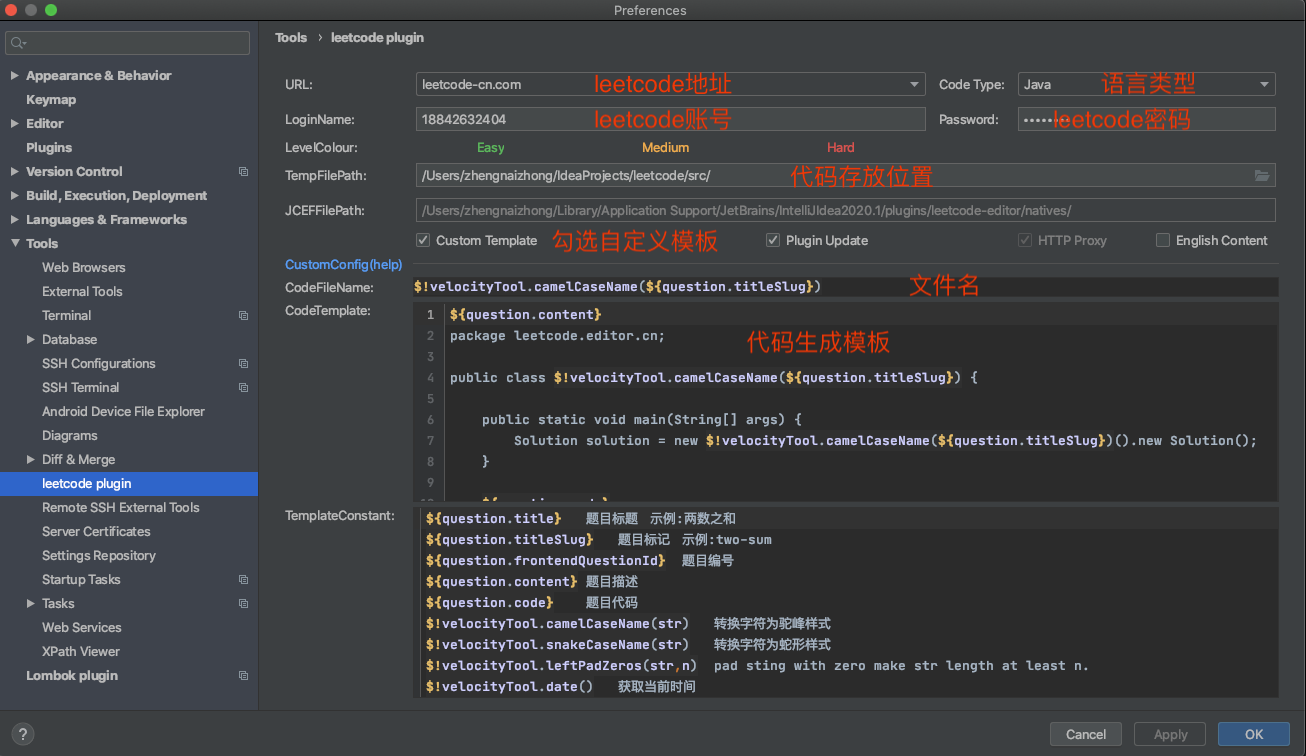 Preferences
Tools › leetcode plugin
Appearance & Behavior
Keymap
Editor
Plugins
Version Control
Build, Execution, Deployment
Languages & Frameworks
Tools
Web Browsers
External Tools
Terminal
Database
SSH Configurations
SSH Terminal
Android Device File Explorer
Diagrams
Diff & Merge
leetcode plugin
Remote SSH External Tools
Server Certificates
Settings Repository
Startup Tasks
Tasks
Web Services
XPath Viewer
Lombok plugin
URL: leetcode-cn.com leetcode地址 Code Type: Java 语言类型
LoginName: 18842632404 leetcode账号 Password: leetcode密码
LevelColour: Easy Medium Hard
TempFilePath: /Users/zhengnaizhong/IdeaProjects/leetcode/src/ 代码存放位置
JCEFFilePath: /Users/zhengnaizhong/Library/Application Support/JetBrains/IntelliJIdea2020.1/plugins/leetcode-editor/natives/
Custom Template 勾选自定义模板 Plugin Update HTTP Proxy English Content
CustomConfig(help)
CodeFileName: $!velocityTool.camelCaseName(${question.titleSlug}) 文件名
CodeTemplate:
1 ${question.content}
2 package leetcode.editor.cn; 代码生成模板
3
4 public class $!velocityTool.camelCaseName(${question.titleSlug}) {
5
6 public static void main(String[] args) {
7 Solution solution = new $!velocityTool.camelCaseName(${question.titleSlug})().new Solution();
8 }
9
TemplateConstant:
${question.title} 题目标题 示例:两数之和
${question.titleSlug} 题目标记 示例:two-sum
${question.frontendQuestionId} 题目编号
${question.content} 题目描述
${question.code} 题目代码
$!velocityTool.camelCaseName(str) 转换字符为驼峰样式
$!velocityTool.snakeCaseName(str) 转换字符为蛇形样式
$!velocityTool.leftPadZeros(str,n) pad sting with zero make str length at least n.
$!velocityTool.date() 获取当前时间
?
Cancel
Apply
OK